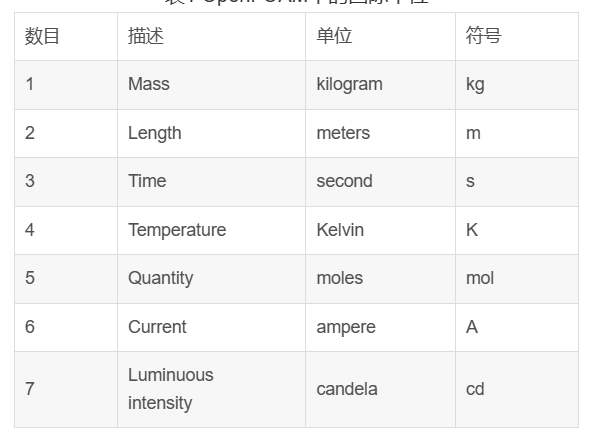 数目 描述 单位 符号
1 Mass kilogram kg
2 Length meters m
3 Time second s
4 Temperature Kelvin K
5 Quantity moles mol
6 Current ampere A
7 Luminuous intensity candela cd